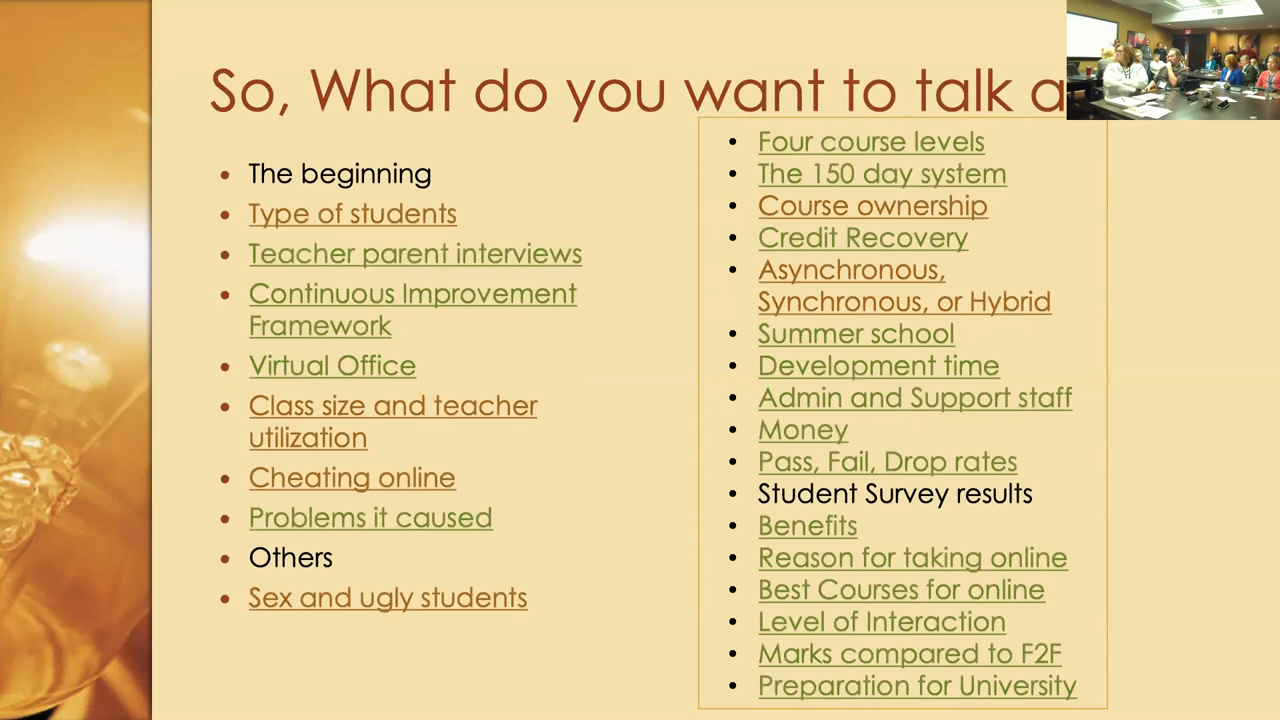 So, What do you want to talk a
The beginning
Type of students
Teacher parent interviews
Continuous Improvement
Framework
Virtual Office
Class size and teacher
utilization
Cheating online
Problems it caused
Others
Sex and ugly students
Four course levels
The 150 day system
Course ownership
Credit Recovery
Asynchronous,
Synchronous, or Hybrid
Summer school
Development time
Admin and Support staff
Money
Pass, Fail, Drop rates
Student Survey results
Benefits
Reason for taking online
Best Courses for online
Level of Interaction
Marks compared to F2F
Preparation for University